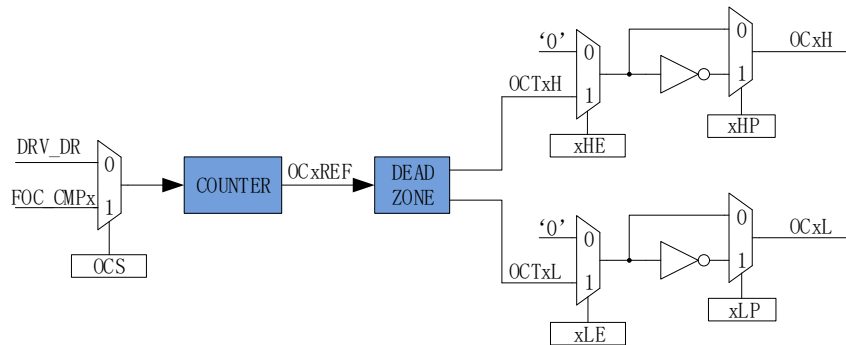 ‘0’
0
OCTxH
1
xHE
0
1
xHP
OCxH
DRV_DR
0
FOC_CMPx
1
OCS
COUNTER
OCxREF
DEAD
ZONE
‘0’
0
OCTxL
1
xLE
0
1
xLP
OCxL